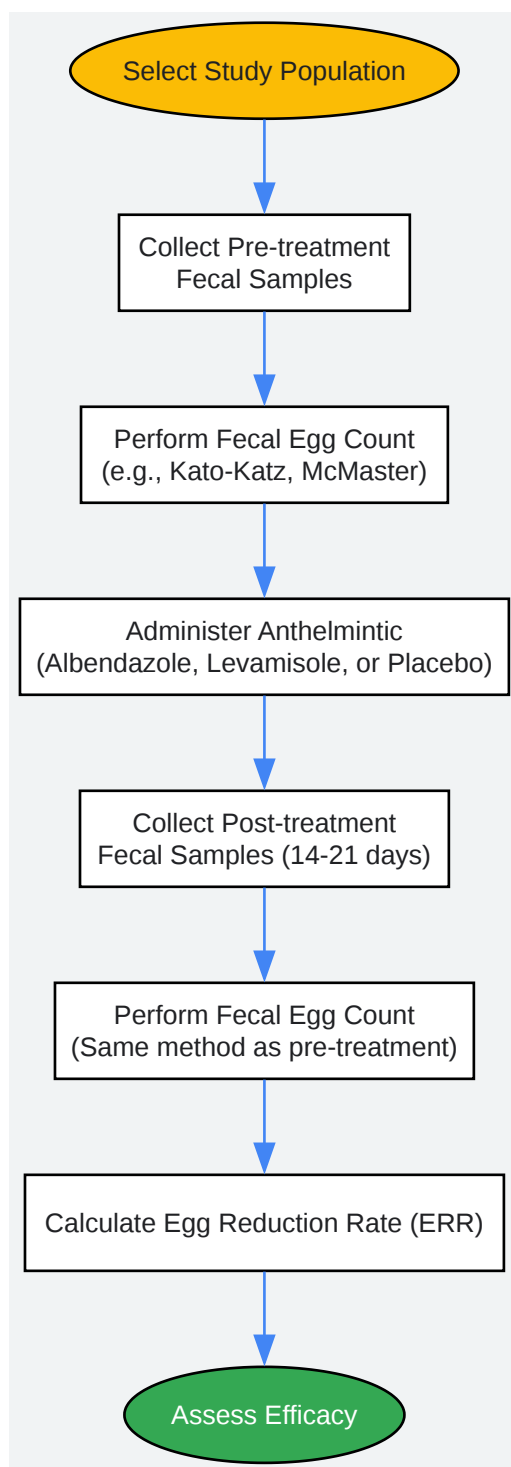 Select Study Population
Collect Pre-treatment
Fecal Samples
Perform Fecal Egg Count
(e.g., Kato-Katz, McMaster)
Administer Anthelmintic
(Albendazole, Levamisole, or Placebo)
Collect Post-treatment
Fecal Samples (14-21 days)
Perform Fecal Egg Count
(Same method as pre-treatment)
Calculate Egg Reduction Rate (ERR)
Assess Efficacy